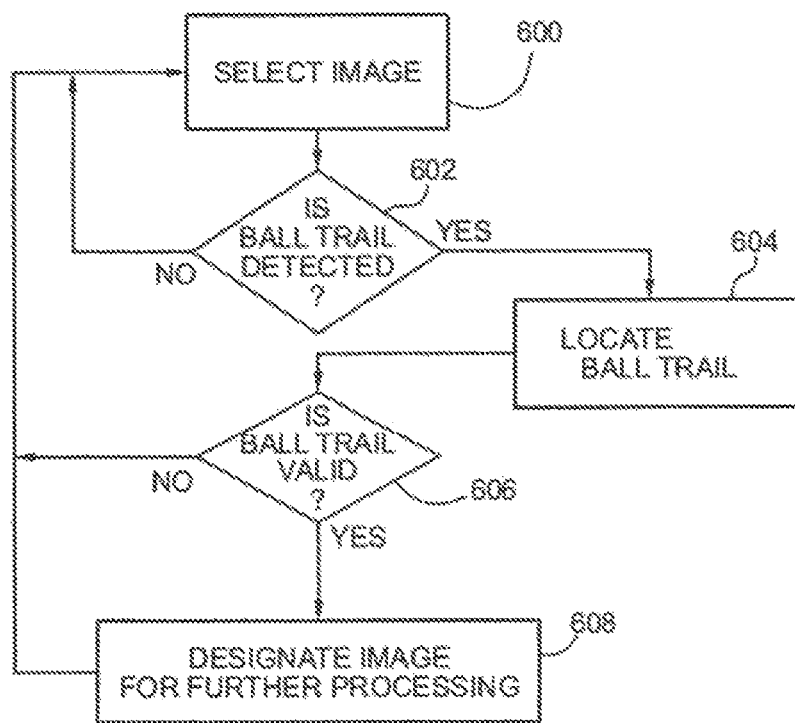 SELECT IMAGE
600
602
IS
BALL TRAIL
DETECTED
?
YES
NO
604
LOCATE
BALL TRAIL
IS
BALL TRAIL
VALID
?
NO
606
YES
608
DESIGNATE IMAGE
FOR FURTHER PROCESSING